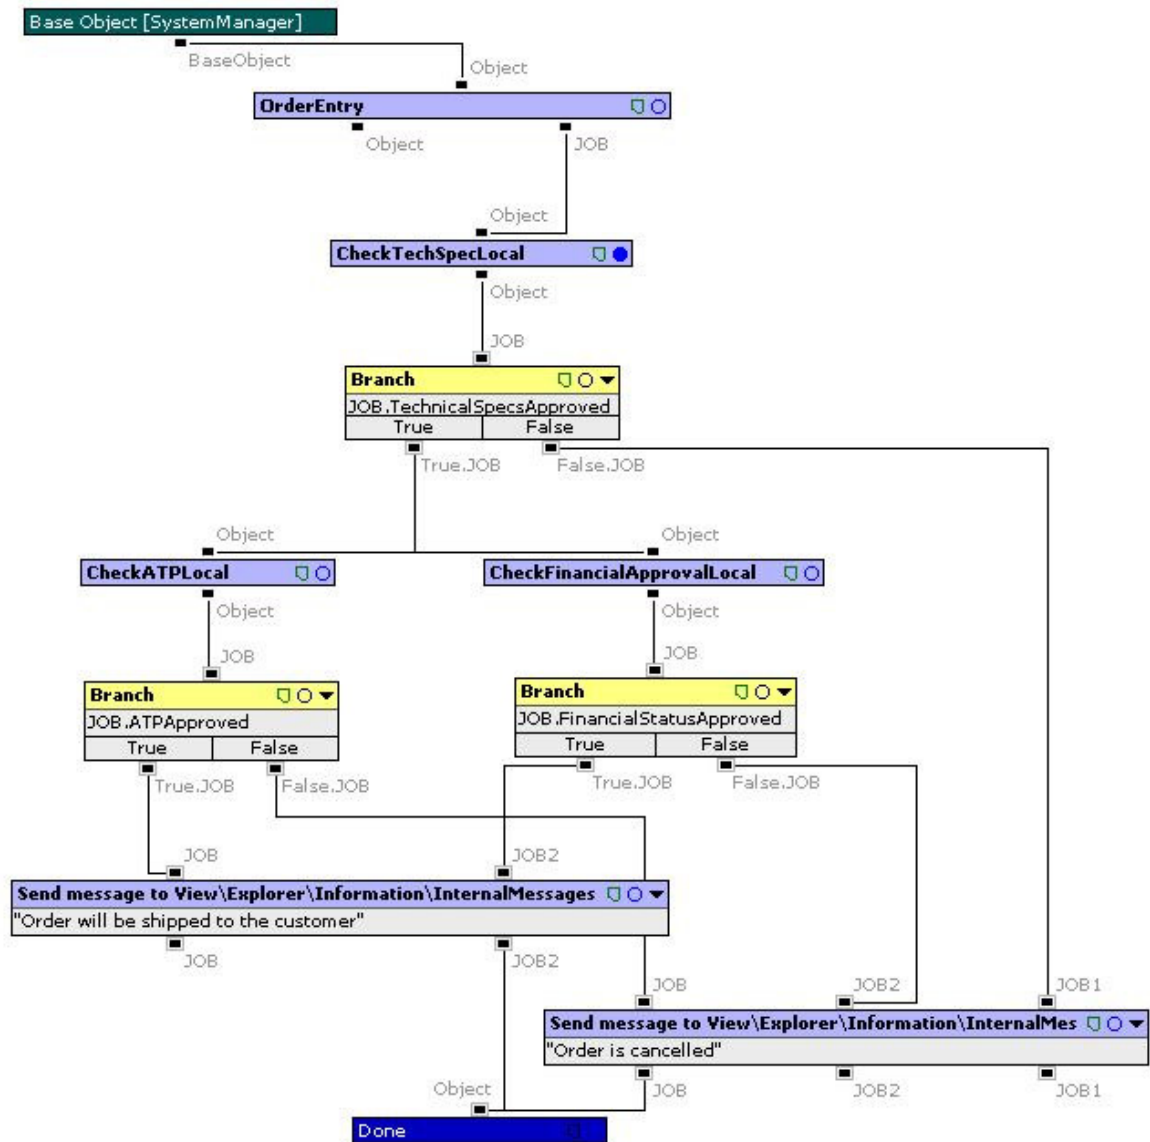 Base Object [SystemManager]
BaseObject
Object
OrderEntry
Object
JOB
Object
CheckTechSpecLocal
Object
JOB
Branch
JOB.TechnicalSpecsApproved
True False
True.JOB False.JOB
Object Object
CheckATPLocal CheckFinancialApprovalLocal
Object Object
JOB JOB
Branch Branch
JOB.ATPApproved JOB.FinancialStatusApproved
True False True False
True.JOB False.JOB True.JOB False.JOB
JOB JOB2
Send message to View\Explorer\Information\InternalMessages
"Order will be shipped to the customer"
JOB JOB2
JOB JOB2 JOB1
Send message to View\Explorer\Information\InternalMes
"Order is cancelled"
Object JOB JOB2 JOB1
Done